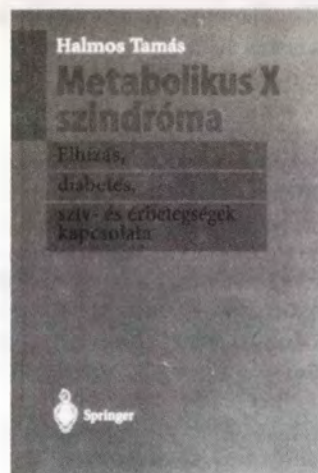 Halmos Tamás
Metabolikus X
szindróma
Elhízás,
diabetes,
szív- és érbetegségek
kapcsolata
Springer